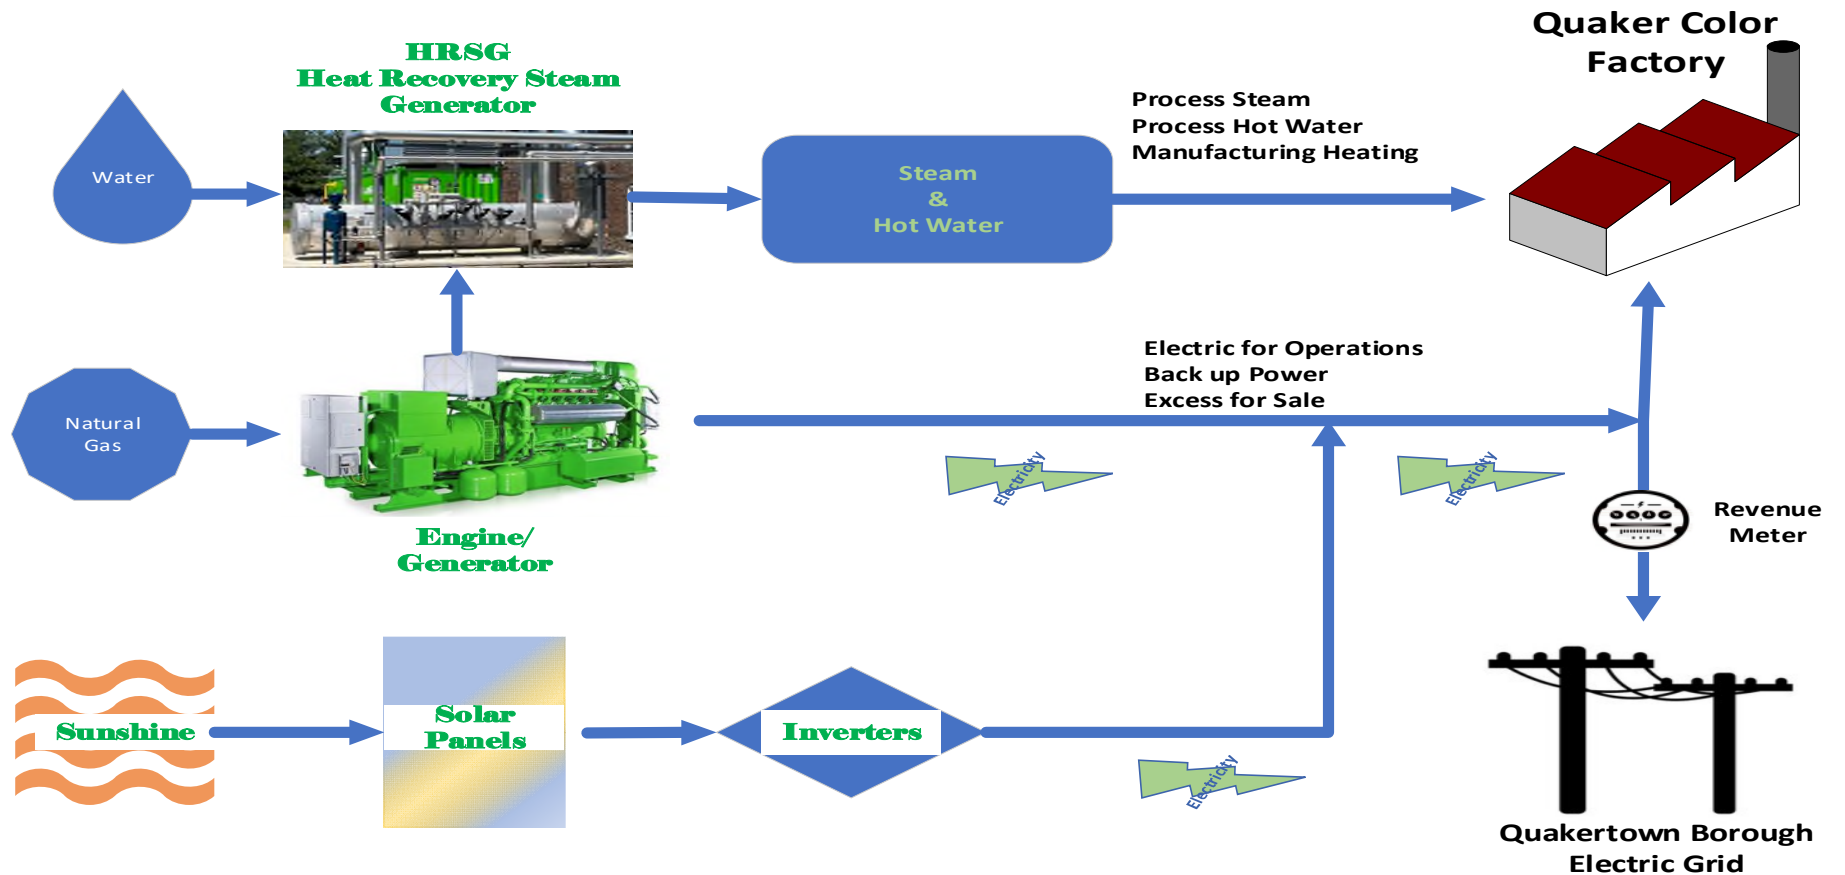 Quaker Color
Factory
HRSG
Heat Recovery Steam
Generator
Process Steam
Process Hot Water
Manufacturing Heating
Water
Steam
&
Hot Water
Electric for Operations
Back up Power
Excess for Sale
Natural
Gas
Electricity
Electricity
Revenue
Meter
Engine/
Generator
Sunshine
Solar
Panels
Inverters
Electricity
Quakertown Borough
Electric Grid